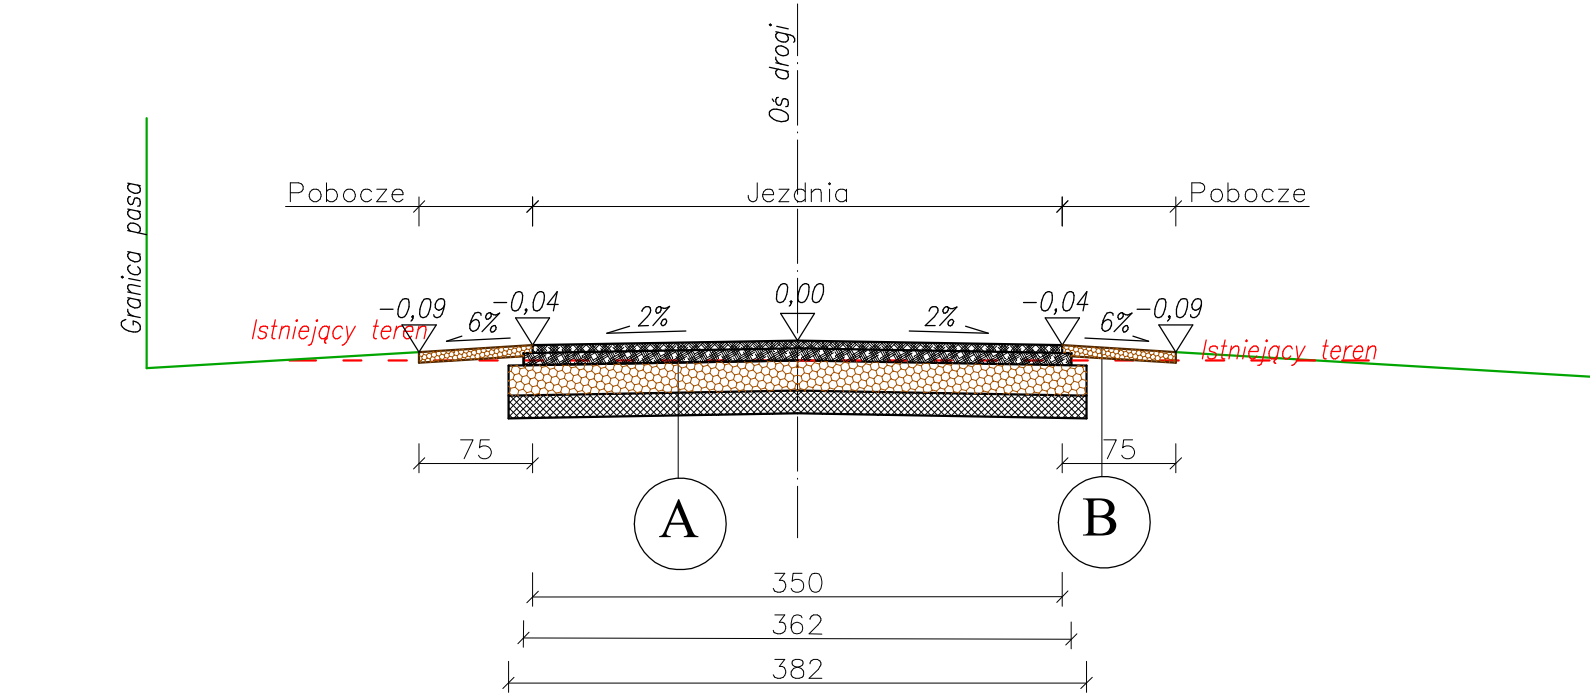 Oś drogi
Granica pasa
Pobocze
Jezdnia
Pobocze
-0,09
-0,04
0,00
-0,04
-0,09
Istniejący teren
6%
2%
2%
6%
Istniejący teren
75
75
A
B
350
362
382